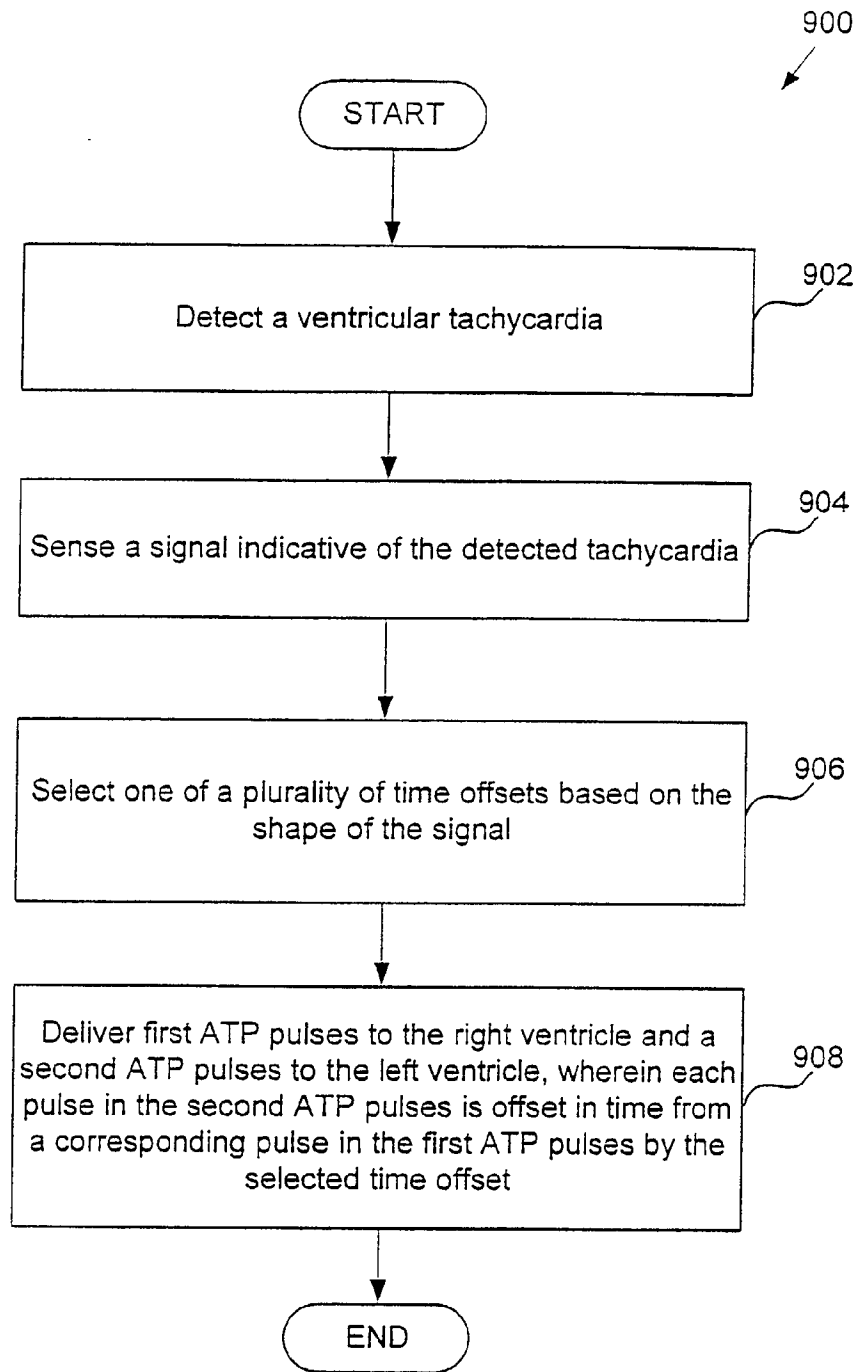 900
START
902
Detect a ventricular tachycardia
904
Sense a signal indicative of the detected tachycardia
906
Select one of a plurality of time offsets based on the
shape of the signal
908
Deliver first ATP pulses to the right ventricle and a
second ATP pulses to the left ventricle, wherein each
pulse in the second ATP pulses is offset in time from
a corresponding pulse in the first ATP pulses by the
selected time offset
END